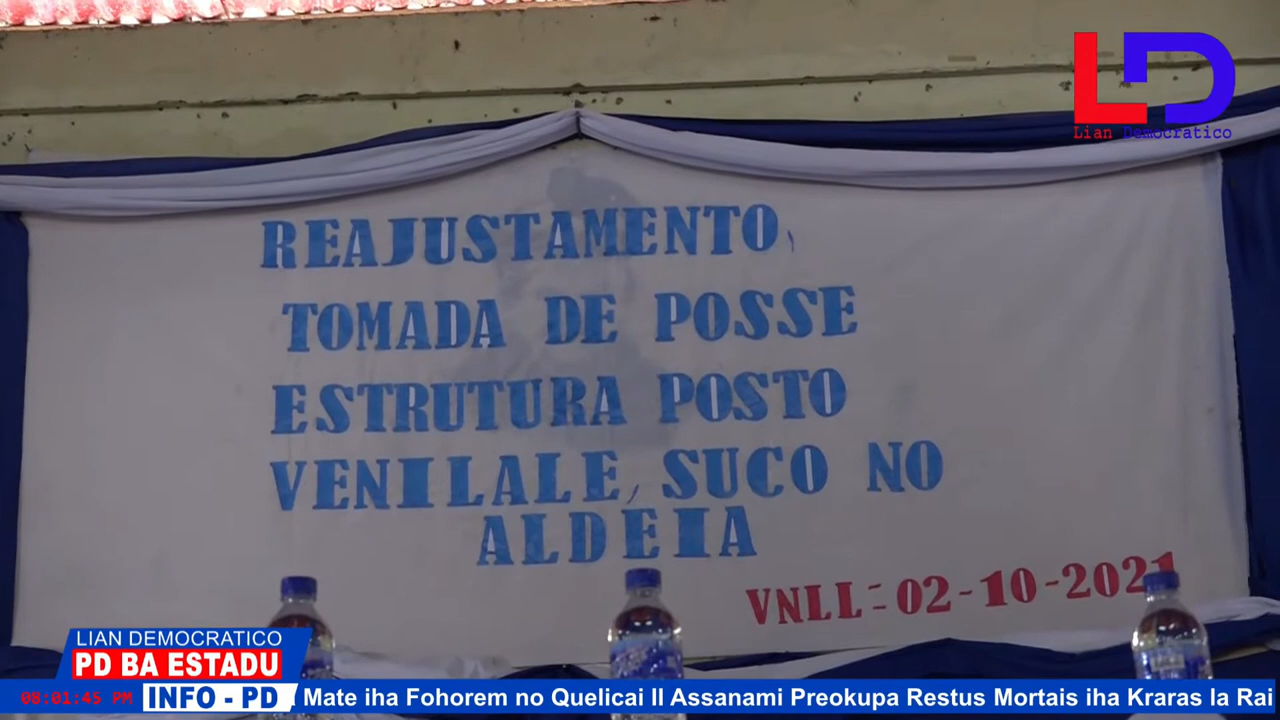 LD
Lian Democratico
REAJUSTAMENTO,
TOMADA DE POSSE
ESTRUTURA POSTO
VENILALE, SUCO NO
ALDEIA
VNLL=02-10-2021
LIAN DEMOCRATICO
PD BA ESTADU
08:01:45 PM INFO - PD Mate iha Fohorem no Quelicai II Assanami Preokupa Restus Mortais iha Kraras la Rai